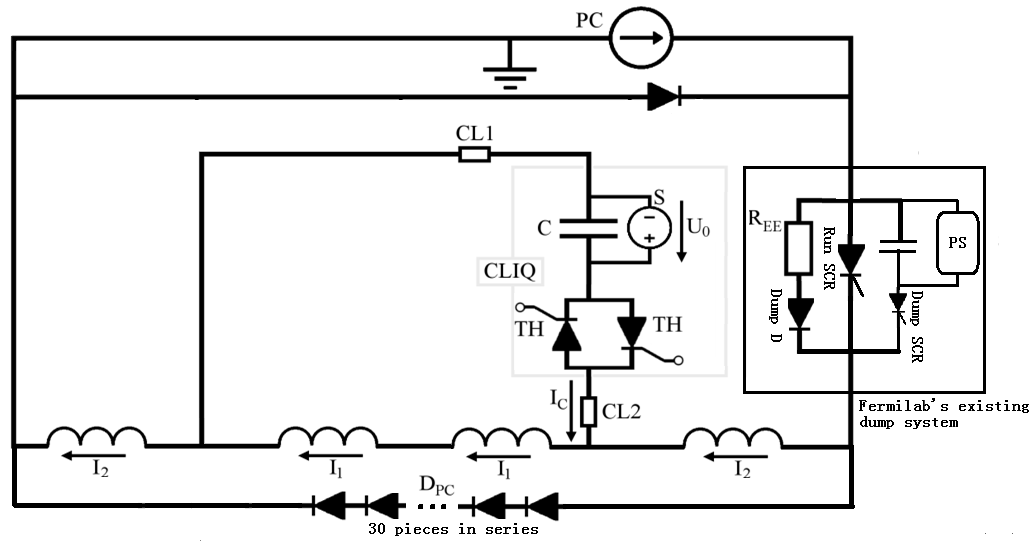 PC
CL1
S
C
U0
CLIQ
TH
TH
IC
CL2
REE
Run SCR
PS
Dump D
Dump SCR
Fermilab's existing
dump system
I2
I1
I1
I2
DPC
30 pieces in series